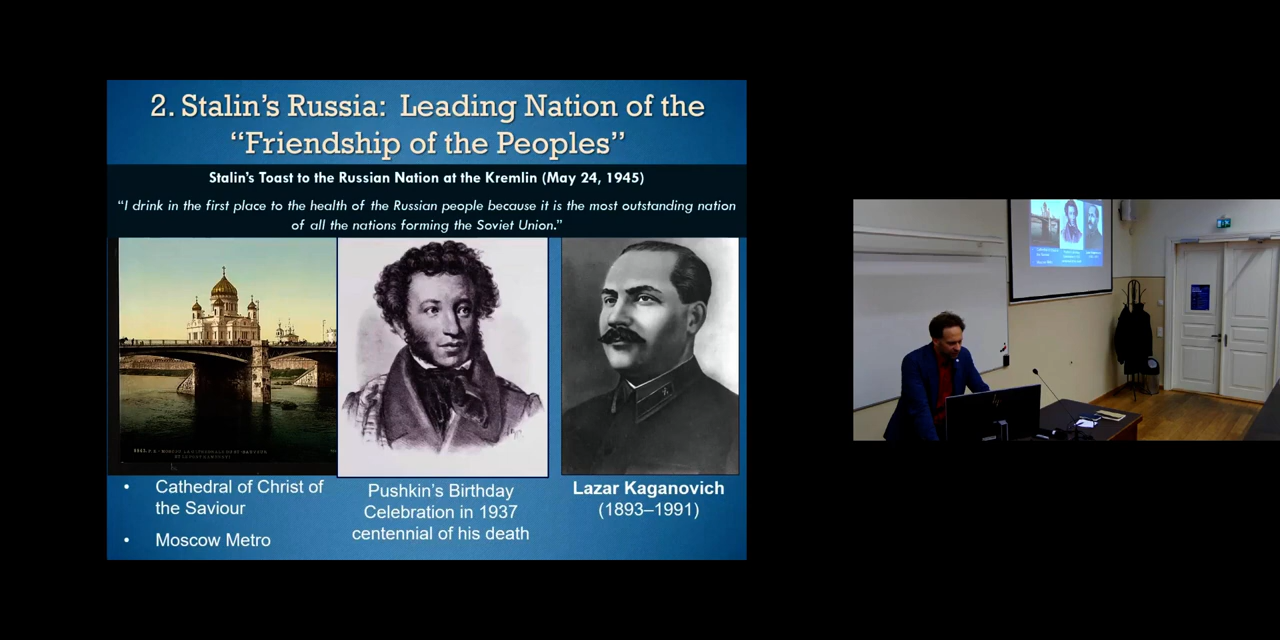 2. Stalin's Russia: Leading Nation of the
“Friendship of the Peoples”
Stalin's Toast to the Russian Nation at the Kremlin (May 24, 1945)
“I drink in the first place to the health of the Russian people because it is the most outstanding nation
of all the nations forming the Soviet Union.”
• Cathedral of Christ of
the Saviour
• Moscow Metro
Pushkin's Birthday
Celebration in 1937
centennial of his death
Lazar Kaganovich
(1893–1991)